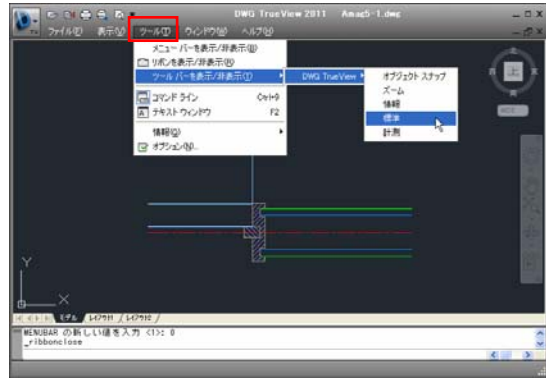 DWG TrueView 2011 Amag5-1.dwg
ファイル(F) 表示(V) ツール(T) ウィンドウ(W) ヘルプ(H)
メニュー バーを表示/非表示(M)
リボンを表示/非表示(R)
ツール バーを表示/非表示(T) DWG TrueView オブジェクト スナップ
ズーム
情報
コマンド ライン Ctrl+9 標準
テキスト ウィンドウ F2 計測
情報(Q)
オプション(N)...
上
東
南
西
WCS
Y
X
モデル レイアウト1 レイアウト2
MENUBAR の新しい値を入力 <1>: 0
_ribbonclose